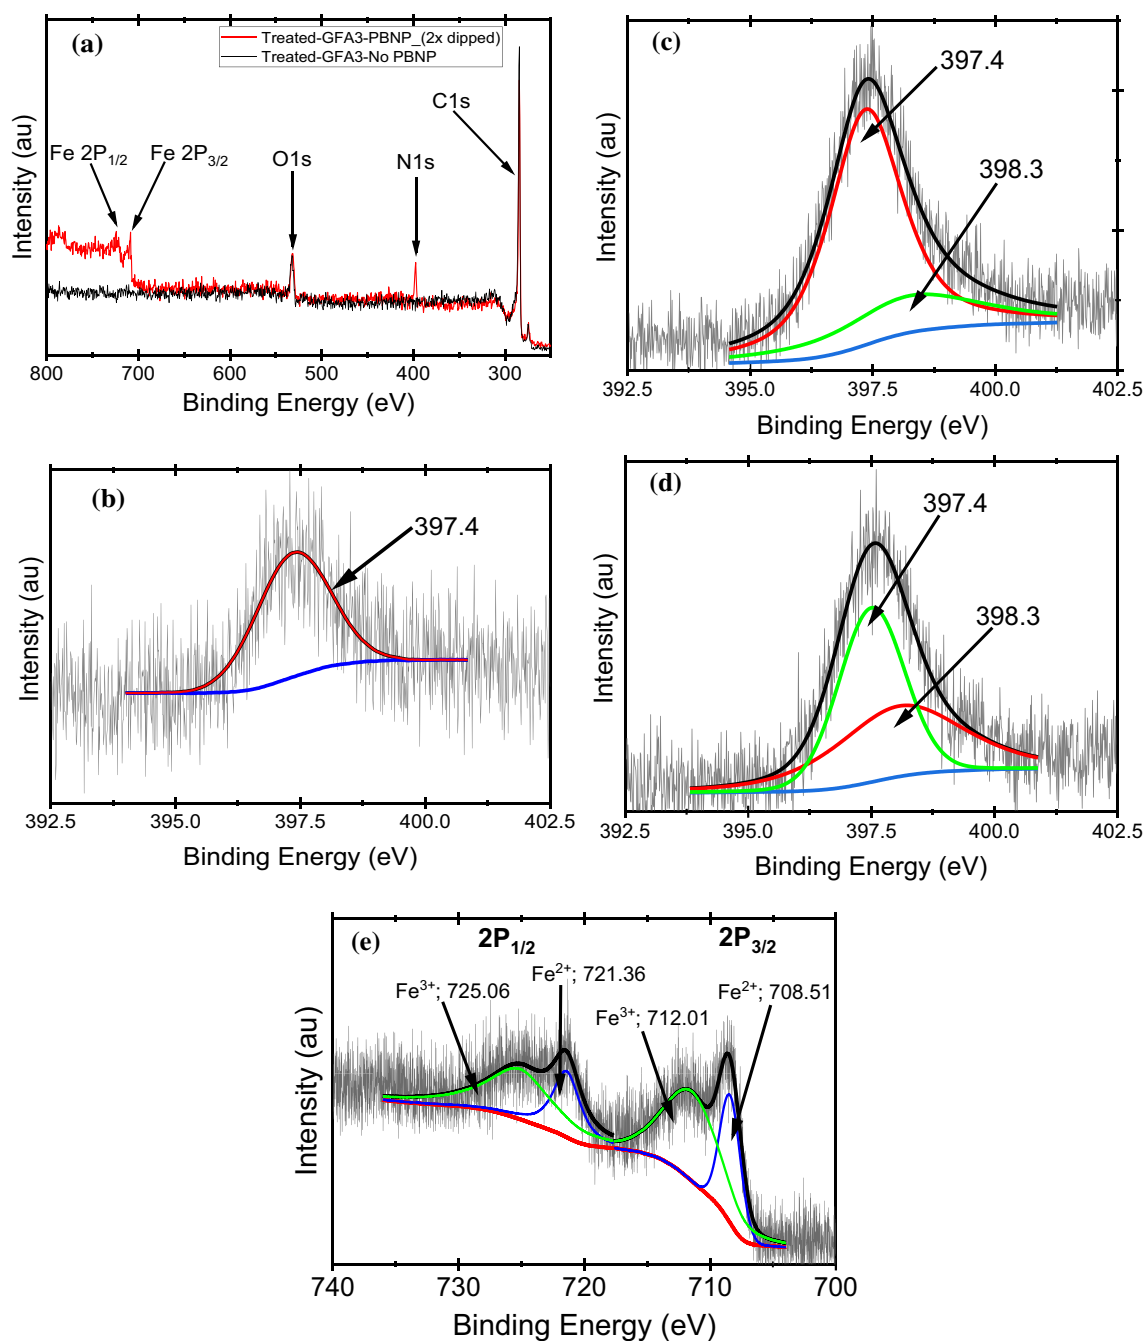 (a)
Treated-GFA3-PBNP_(2x dipped)
Treated-GFA3-No PBNP
C1s
Fe 2P1/2
Fe 2P3/2
O1s
N1s
Intensity (au)
800 700 600 500 400 300
Binding Energy (eV)
(c)
397.4
398.3
Intensity (au)
392.5 395.0 397.5 400.0 402.5
Binding Energy (eV)
(b)
397.4
Intensity (au)
392.5 395.0 397.5 400.0 402.5
Binding Energy (eV)
(d)
397.4
398.3
Intensity (au)
392.5 395.0 397.5 400.0 402.5
Binding Energy (eV)
(e)
2P1/2
2P3/2
Fe2+; 721.36
Fe3+; 725.06
Fe3+; 712.01
Fe2+; 708.51
Intensity (au)
740 730 720 710 700
Binding Energy (eV)